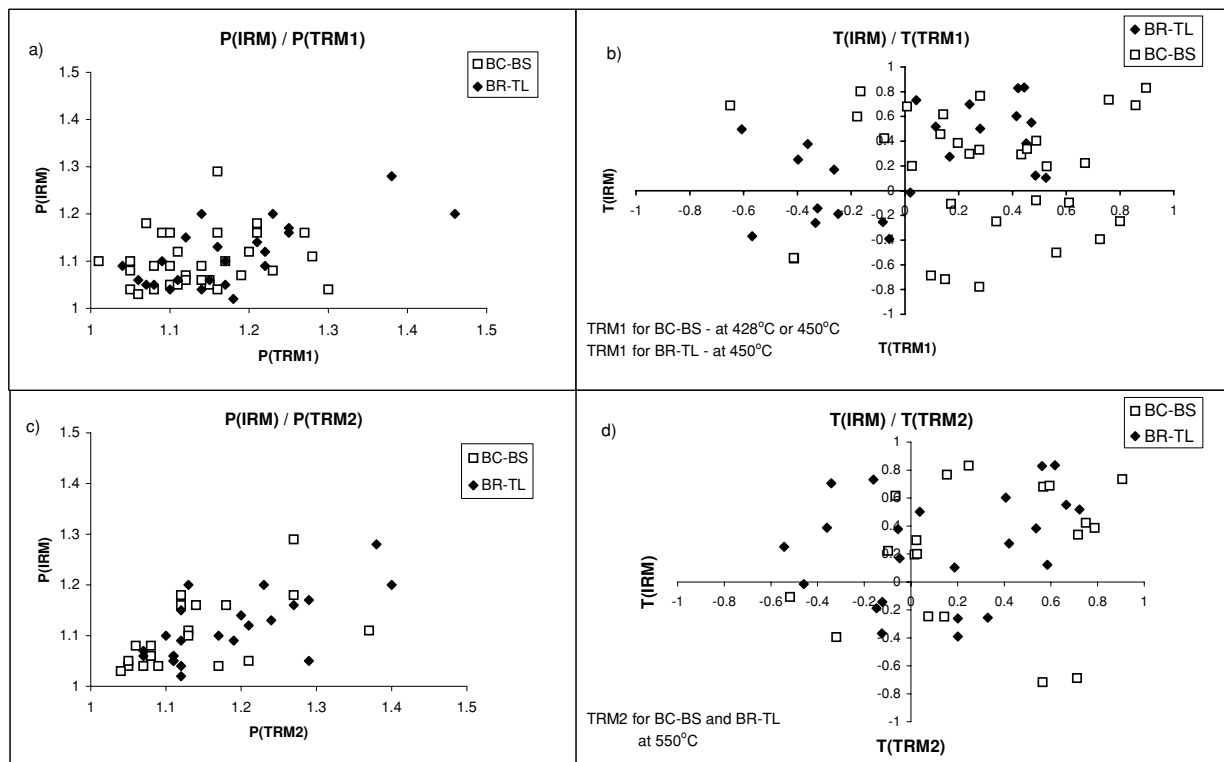 a)
P(IRM) / P(TRM1)
BC-BS
BR-TL
1.5
1.4
1.3
1.2
1.1
1
P(IRM)
1 1.1 1.2 1.3 1.4 1.5
P(TRM1)
b)
T(IRM) / T(TRM1)
BR-TL
BC-BS
1
0.8
0.6
0.4
0.2
0
-0.2
-0.4
-0.6
-0.8
-1
T(IRM)
-1 -0.8 -0.6 -0.4 -0.2 0 0.2 0.4 0.6 0.8 1
TRM1 for BC-BS - at 428°C or 450°C
TRM1 for BR-TL - at 450°C
T(TRM1)
c)
P(IRM) / P(TRM2)
BC-BS
BR-TL
1.5
1.4
1.3
1.2
1.1
1
P(IRM)
1 1.1 1.2 1.3 1.4 1.5
P(TRM2)
d)
T(IRM) / T(TRM2)
BC-BS
BR-TL
1
0.8
0.6
0.4
0.2
0
-0.2
-0.4
-0.6
-0.8
-1
T(IRM)
-1 -0.8 -0.6 -0.4 -0.2 0 0.2 0.4 0.6 0.8 1
TRM2 for BC-BS and BR-TL
at 550°C
T(TRM2)